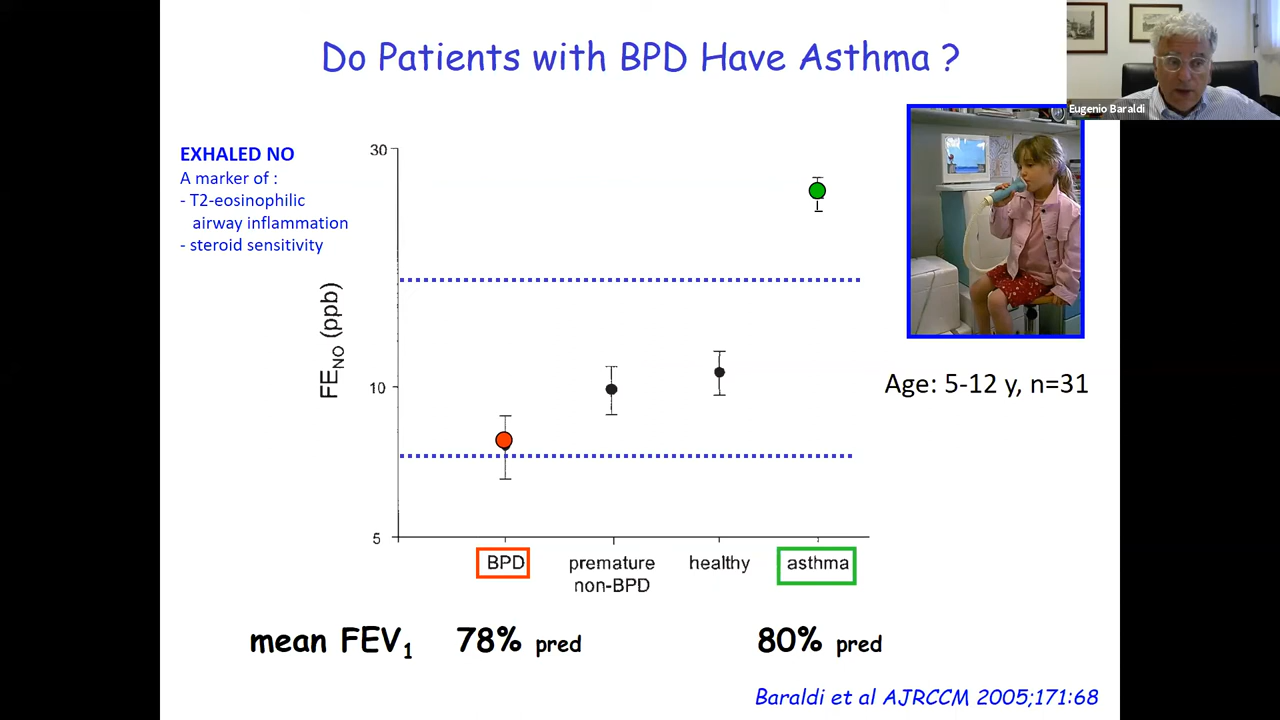 Do Patients with BPD Have Asthma ?
Eugenio Baraldi
EXHALED NO
A marker of :
- T2-eosinophilic
airway inflammation
- steroid sensitivity
30
10
5
FENO (ppb)
BPD
premature
non-BPD
healthy
asthma
Age: 5-12 y, n=31
mean FEV1 78% pred 80% pred
Baraldi et al AJRCCM 2005;171:68